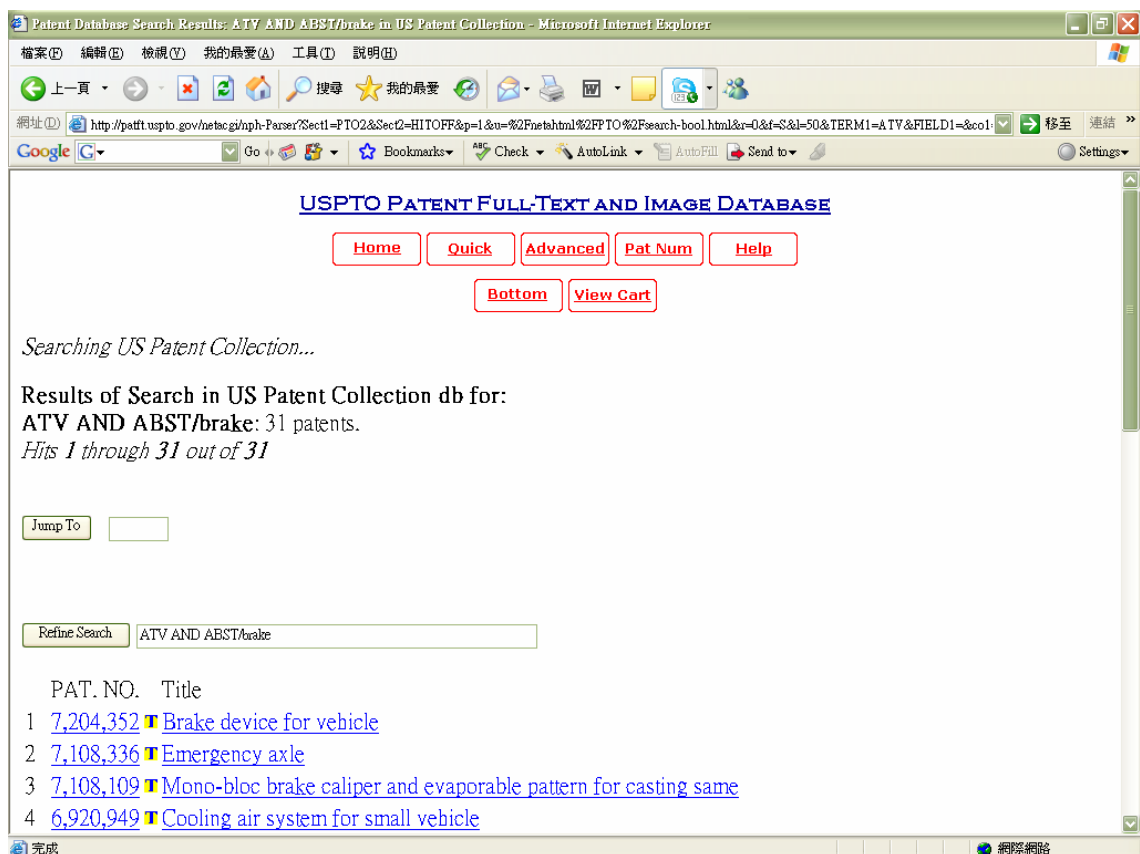 Patent Database Search Results: ATV AND ABST/brake in US Patent Collection - Microsoft Internet Explorer
檔案(F) 編輯(E) 檢視(V) 我的最愛(A) 工具(T) 說明(H)
上一頁 搜尋 我的最愛
網址(D) http://patft.uspto.gov/netacgi/nph-Parser?Sect1=PTO2&Sect2=HITOFF&p=1&u=%2Fnetahtml%2FPTO%2Fsearch-bool.html&r=0&f=S&l=50&TERM1=ATV&FIELD1=&co1= 移至 連結 »
Google G Go Bookmarks ABC Check AutoLink AutoFill Send to Settings
USPTO PATENT FULL-TEXT AND IMAGE DATABASE
Home Quick Advanced Pat Num Help
Bottom View Cart
Searching US Patent Collection...
Results of Search in US Patent Collection db for:
ATV AND ABST/brake: 31 patents.
Hits 1 through 31 out of 31
Jump To
Refine Search ATV AND ABST/brake
PAT. NO. Title
1 7,204,352 T Brake device for vehicle
2 7,108,336 T Emergency axle
3 7,108,109 T Mono-bloc brake caliper and evaporable pattern for casting same
4 6,920,949 T Cooling air system for small vehicle
完成 網際網路